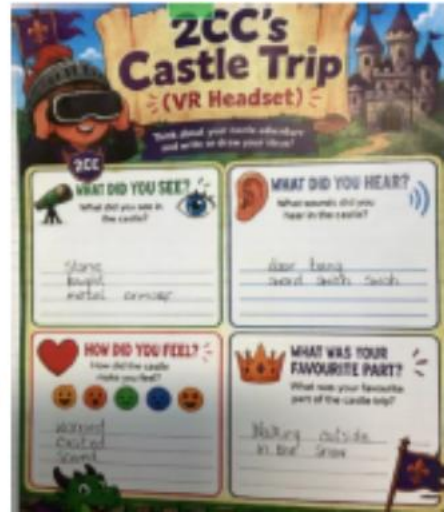 2CC's
Castle Trip
(VR Headset)
Think about your castle adventure
and write or draw your ideas!
2CC
WHAT DID YOU SEE?
What did you see in
the castle?
metal armour
WHAT DID YOU HEAR?
What sounds did you
hear in the castle?
door bang
sword swish swish
HOW DID YOU FEEL?
How did the castle
make you feel?
worried
excited
scared
WHAT WAS YOUR
FAVOURITE PART?
What was your favourite
part of the castle trip?
Walking outside
in the snow